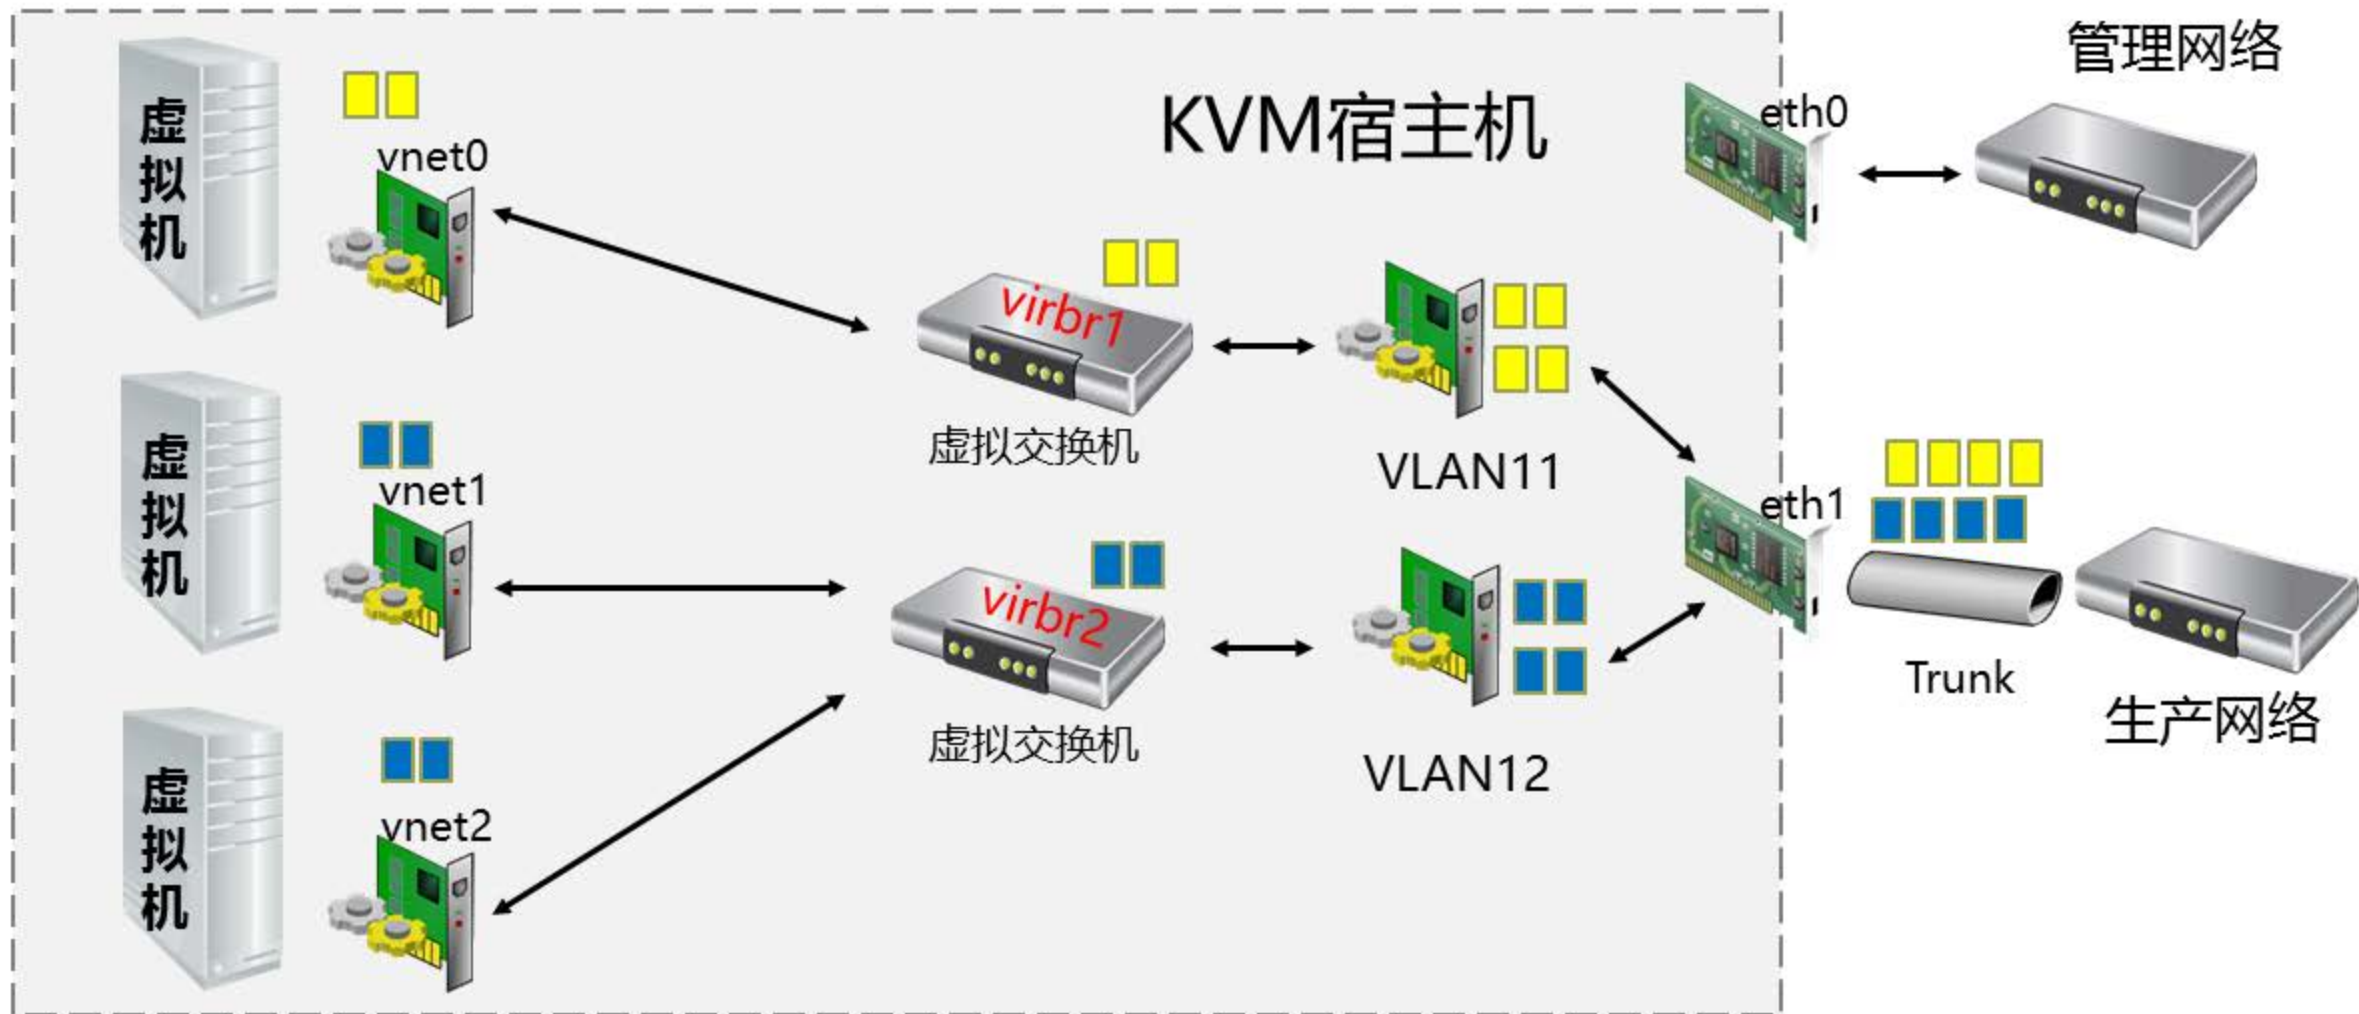 管理网络
KVM宿主机
eth0
虚拟机
vnet0
virbr1
虚拟交换机
VLAN11
虚拟机
vnet1
eth1
virbr2
虚拟交换机
VLAN12
Trunk
生产网络
虚拟机
vnet2